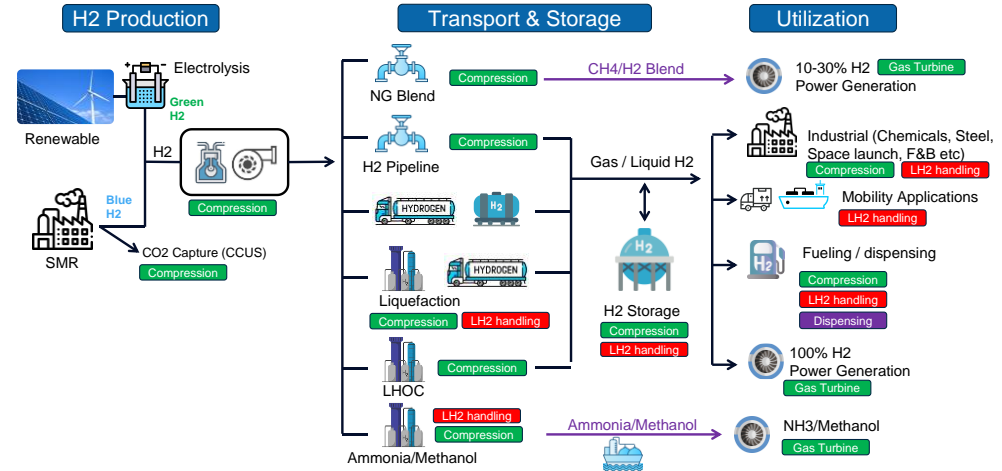 H2 Production
Transport & Storage
Utilization
Electrolysis
Green
H2
Renewable
H2
Compression
Blue
H2
SMR
CO2 Capture (CCUS)
Compression
NG Blend
Compression
CH4/H2 Blend
H2 Pipeline
Compression
HYDROGEN
H2
HYDROGEN
Liquefaction
Compression
LH2 handling
LHOC
Compression
LH2 handling
Compression
Ammonia/Methanol
Gas / Liquid H2
H2
H2 Storage
Compression
LH2 handling
Ammonia/Methanol
10-30% H2
Gas Turbine
Power Generation
Industrial (Chemicals, Steel,
Space launch, F&B etc)
Compression
LH2 handling
Mobility Applications
LH2 handling
H2
Fueling / dispensing
Compression
LH2 handling
Dispensing
100% H2
Power Generation
Gas Turbine
NH3/Methanol
Gas Turbine